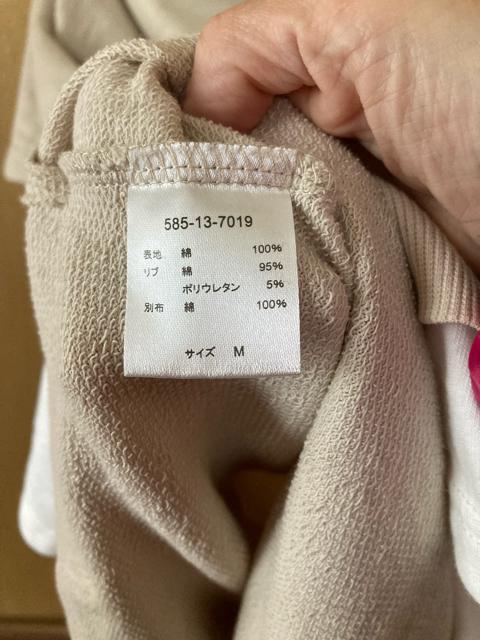 585-13-7019
表地 綿 100%
リブ 綿 95%
ポリウレタン 5%
別布 綿 100%
サイズ M